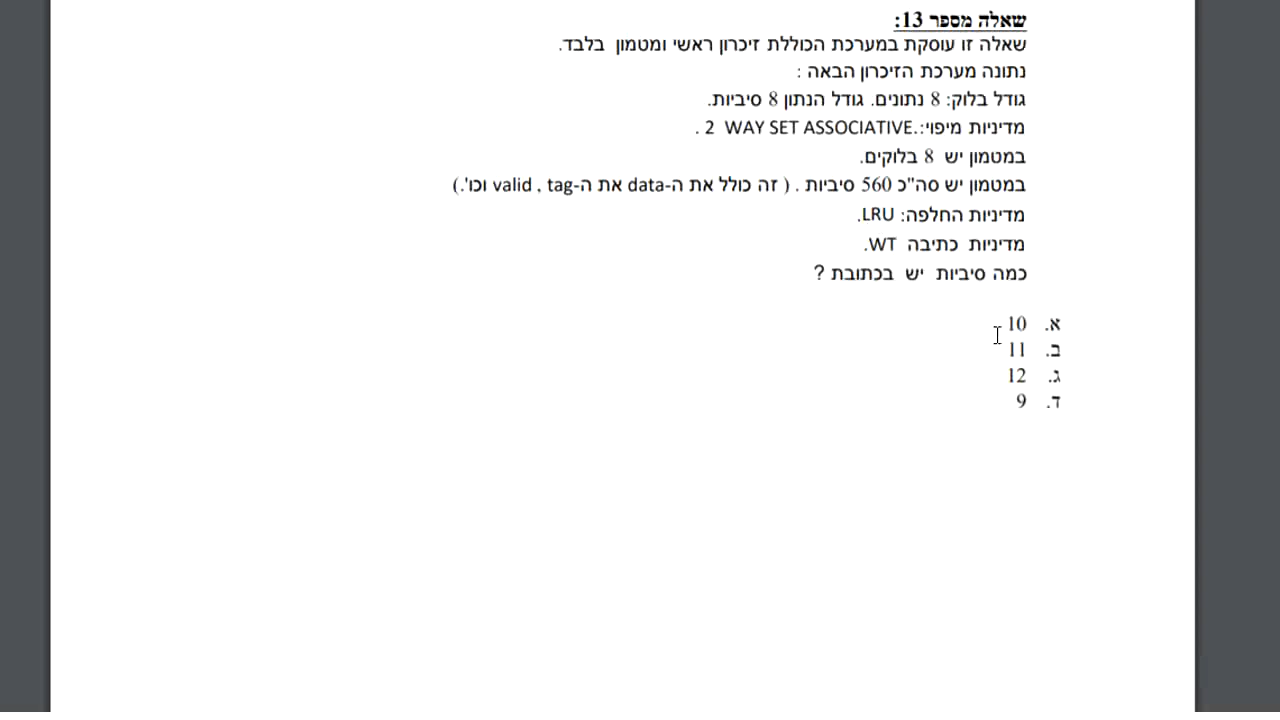 שאלה מספר 13:
שאלה זו עוסקת במערכת הכוללת זיכרון ראשי ומטמון בלבד.
נתונה מערכת הזיכרון הבאה :
גודל בלוק: 8 נתונים. גודל הנתון 8 סיביות.
מדיניות מיפוי:.2 WAY SET ASSOCIATIVE .
במטמון יש 8 בלוקים.
במטמון יש סה"כ 560 סיביות . ( זה כולל את ה-data את ה-valid , tag וכו'.)
מדיניות החלפה: LRU.
מדיניות כתיבה WT.
כמה סיביות יש בכתובת ?
א. 10
ב. 11
ג. 12
ד. 9